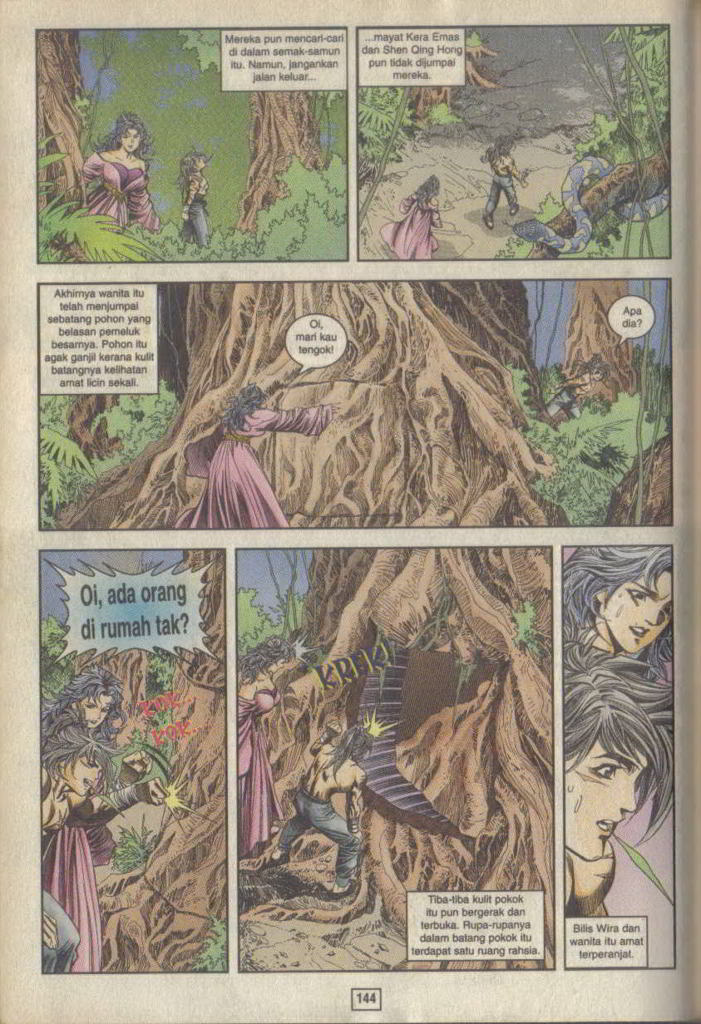 Mereka pun mencari-cari
di dalam semak-samun
itu. Namun, jangankan
jalan keluar...
...mayat Kera Emas
dan Shen Qing Hong
pun tidak dijumpai
mereka.
Akhirnya wanita itu
telah menjumpai
sebatang pohon yang
belasan pemeluk
besarnya. Pohon itu
agak ganjil kerana kulit
batangnya kelihatan
amat licin sekali.
Oi,
mari kau
tengok!
Apa
dia?
Oi, ada orang
di rumah tak?
KOK...
KOK...
KREK!
Tiba-tiba kulit pokok
itu pun bergerak dan
terbuka. Rupa-rupanya
dalam batang pokok itu
terdapat satu ruang rahsia.
Bilis Wira dan
wanita itu amat
terperanjat.
144